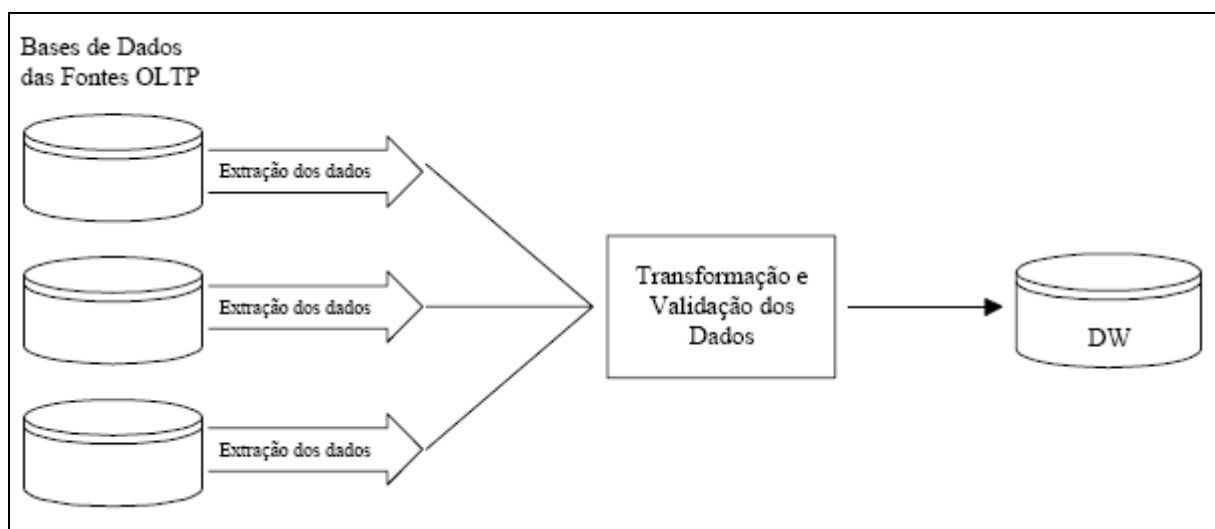 Bases de Dados
das Fontes OLTP
Extração dos dados
Extração dos dados
Extração dos dados
Transformação e
Validação dos
Dados
DW